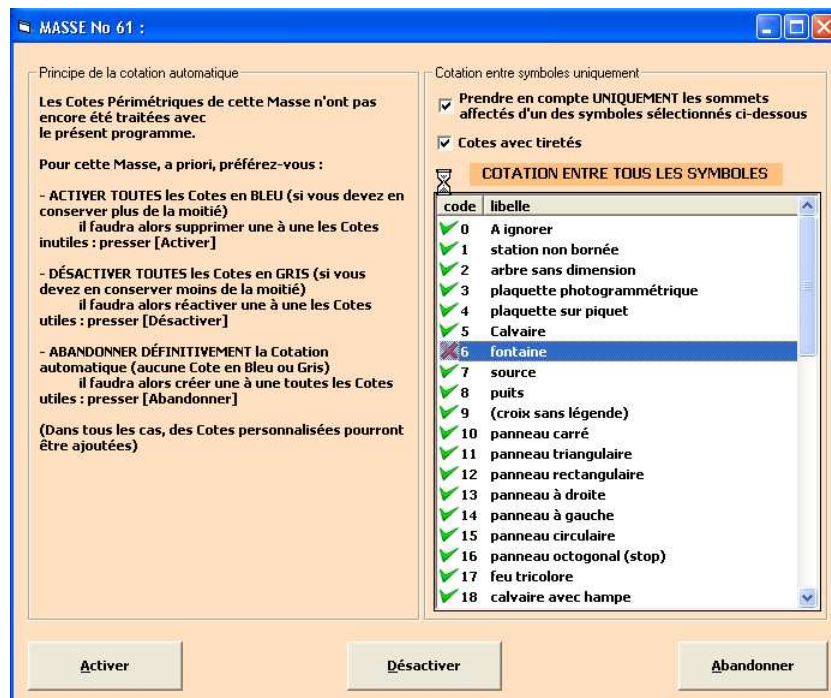 MASSE No 61 :
Principe de la cotation automatique
Les Cotes Périmétriques de cette Masse n'ont pas
encore été traitées avec
le présent programme.
Pour cette Masse, a priori, préférez-vous :
- ACTIVER TOUTES les Cotes en BLEU (si vous devez en
conserver plus de la moitié)
il faudra alors supprimer une à une les Cotes
inutiles : presser [Activer]
- DÉSACTIVER TOUTES les Cotes en GRIS (si vous
devez en conserver moins de la moitié)
il faudra alors réactiver une à une les Cotes
utiles : presser [Désactiver]
- ABANDONNER DÉFINITIVEMENT la Cotation
automatique (aucune Cote en Bleu ou Gris)
il faudra alors créer une à une toutes les Cotes
utiles : presser [Abandonner]
(Dans tous les cas, des Cotes personnalisées pourront
être ajoutées)
Cotation entre symboles uniquement
Prendre en compte UNIQUEMENT les sommets
affectés d'un des symboles sélectionnés ci-dessous
Cotes avec tiretés
COTATION ENTRE TOUS LES SYMBOLES
code libelle
0 A ignorer
1 station non bornée
2 arbre sans dimension
3 plaquette photogrammétrique
4 plaquette sur piquet
5 Calvaire
6 fontaine
7 source
8 puits
9 (croix sans légende)
10 panneau carré
11 panneau triangulaire
12 panneau rectangulaire
13 panneau à droite
14 panneau à gauche
15 panneau circulaire
16 panneau octogonal (stop)
17 feu tricolore
18 calvaire avec hampe
Activer Désactiver Abandonner